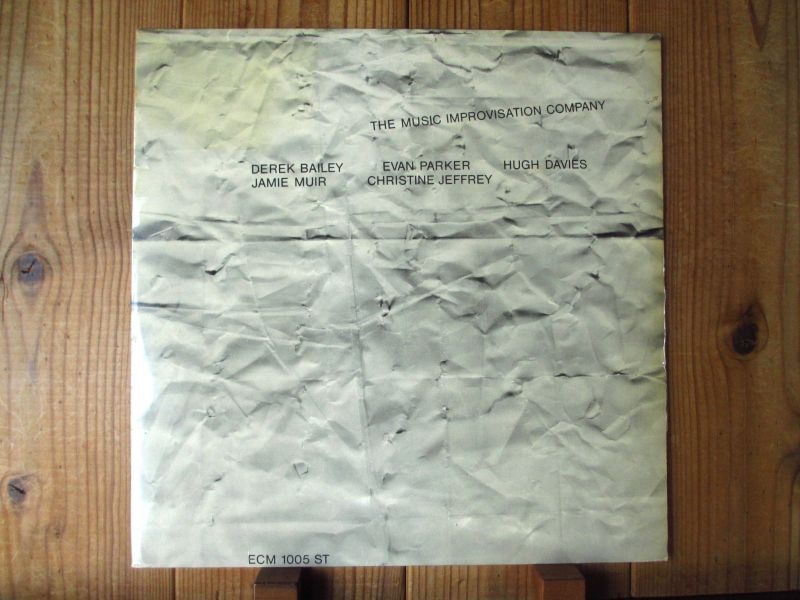 THE MUSIC IMPROVISATION COMPANY
DEREK BAILEY EVAN PARKER HUGH DAVIES
JAMIE MUIR CHRISTINE JEFFREY
ECM 1005 ST